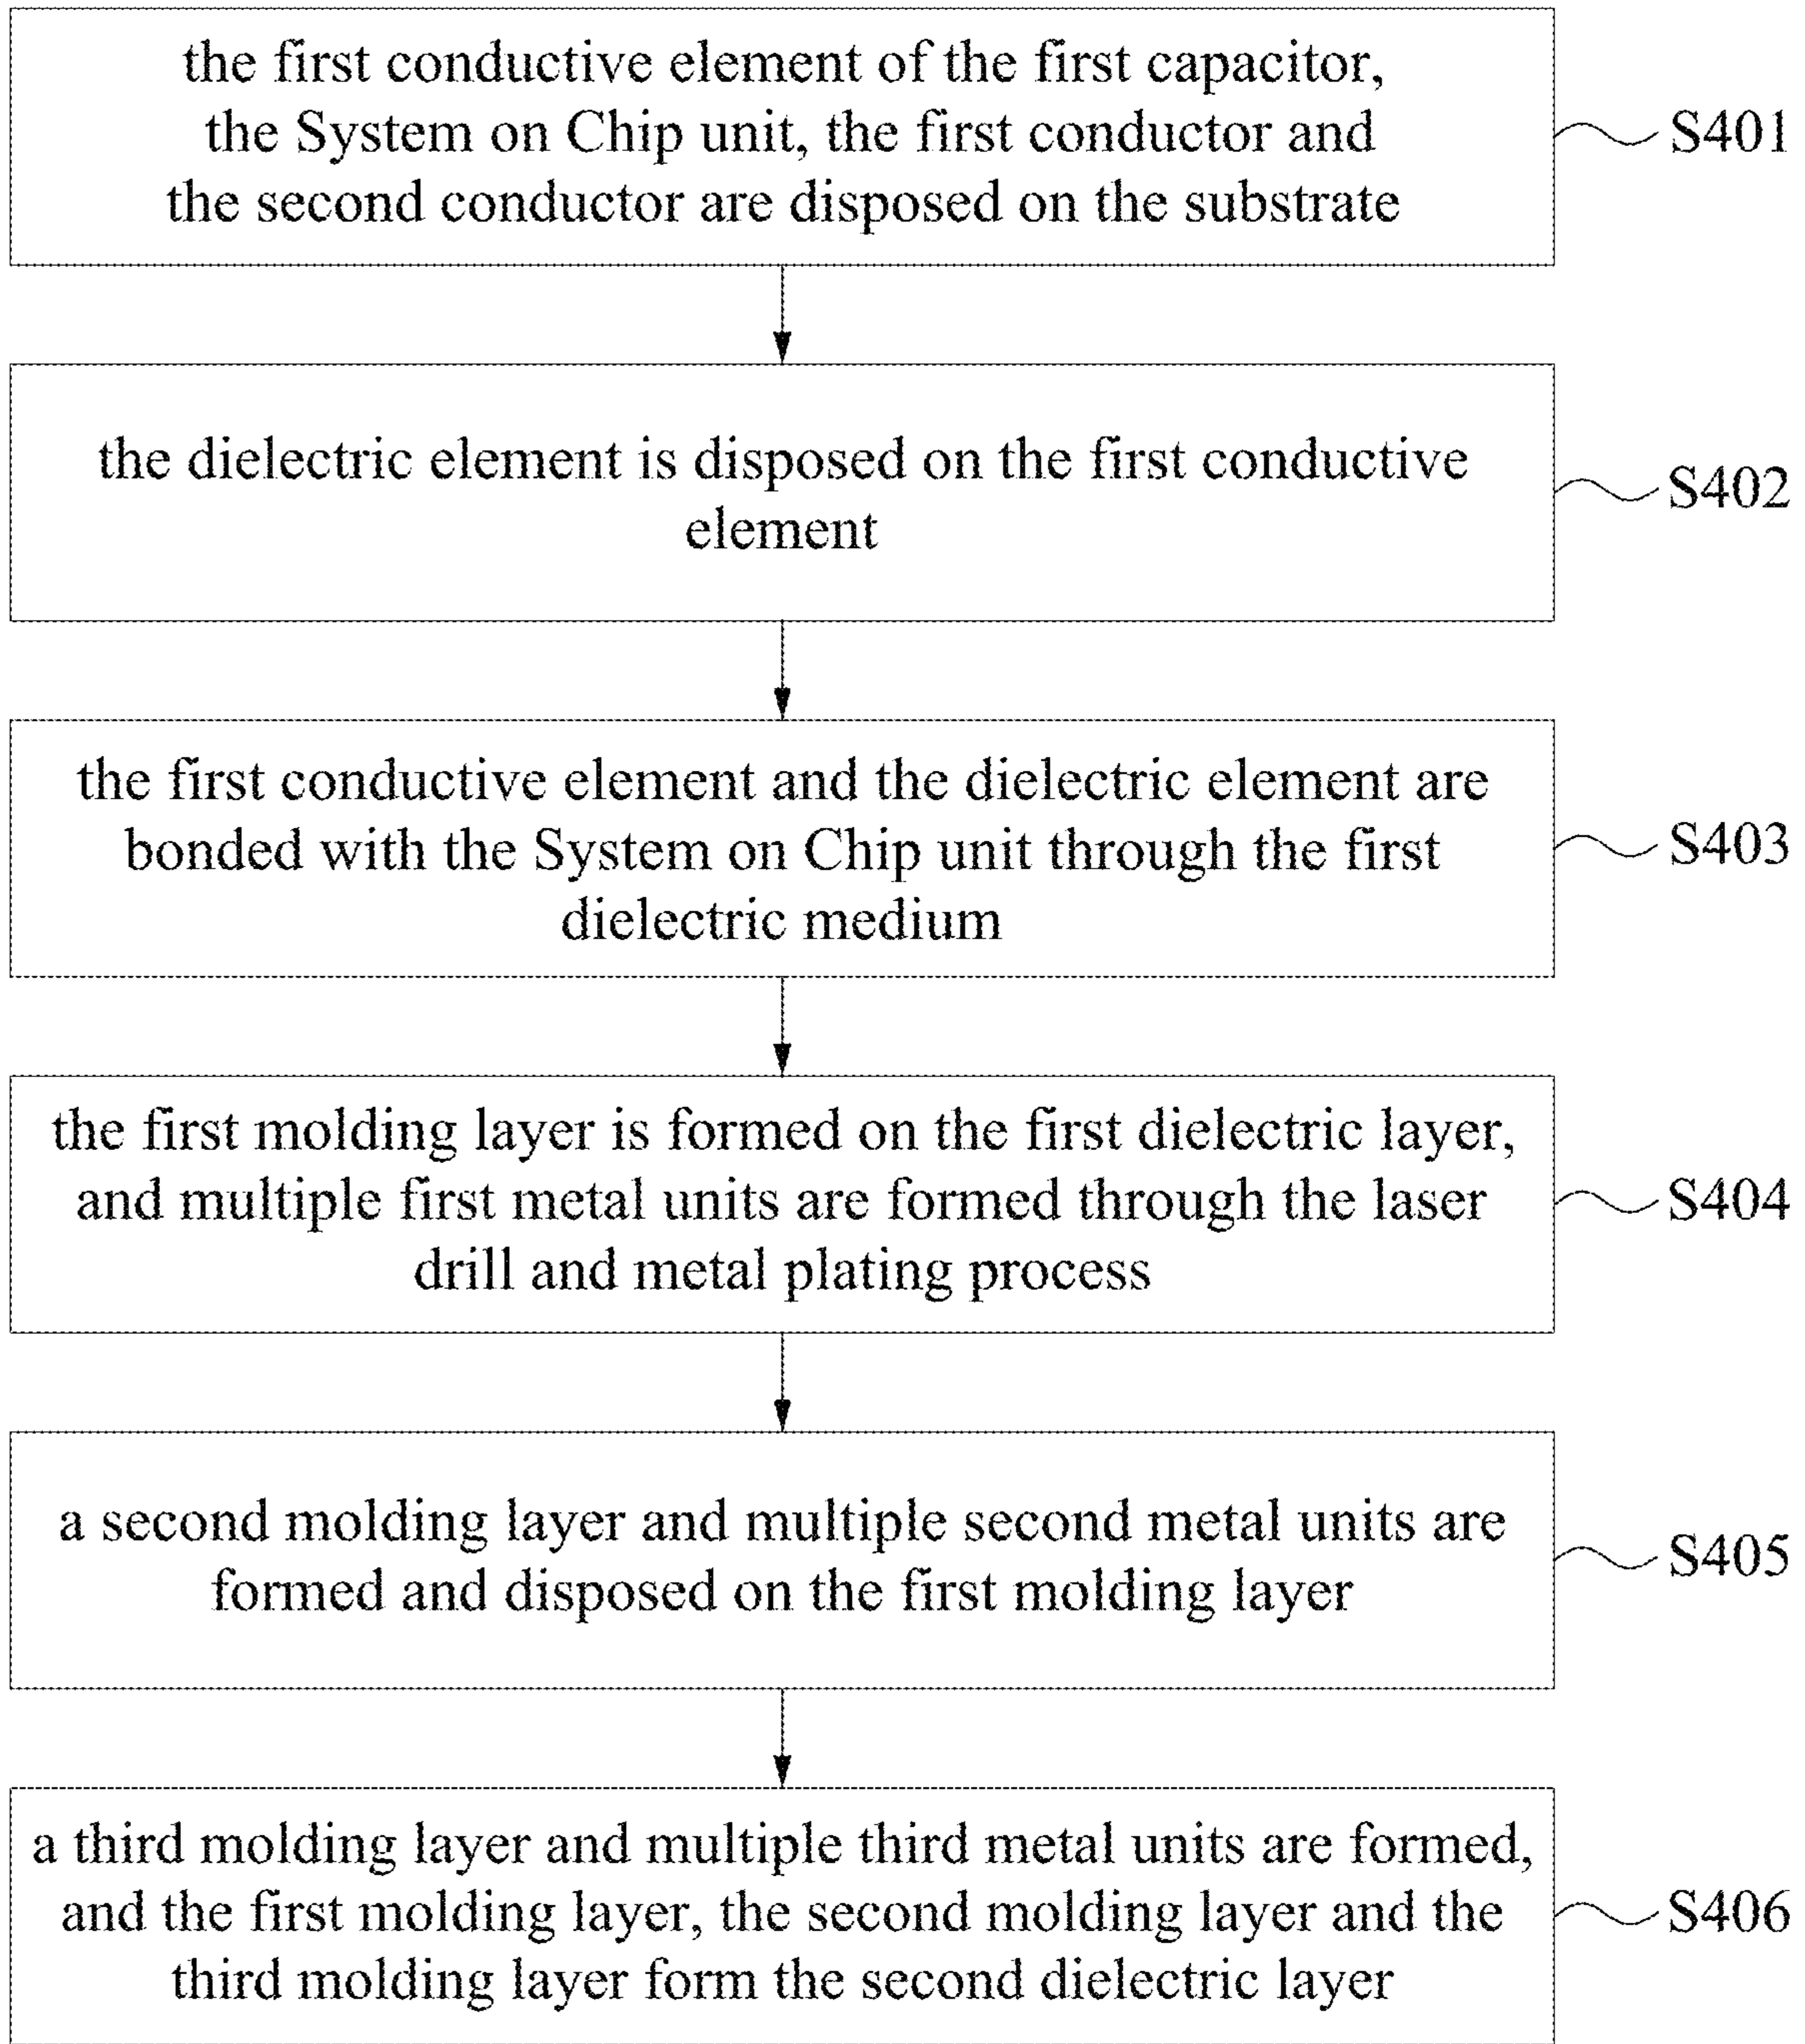 the first conductive element of the first capacitor,
the System on Chip unit, the first conductor and
the second conductor are disposed on the substrate
S401
the dielectric element is disposed on the first conductive
element
S402
the first conductive element and the dielectric element are
bonded with the System on Chip unit through the first
dielectric medium
S403
the first molding layer is formed on the first dielectric layer,
and multiple first metal units are formed through the laser
drill and metal plating process
S404
a second molding layer and multiple second metal units are
formed and disposed on the first molding layer
S405
a third molding layer and multiple third metal units are formed,
and the first molding layer, the second molding layer and the
third molding layer form the second dielectric layer
S406